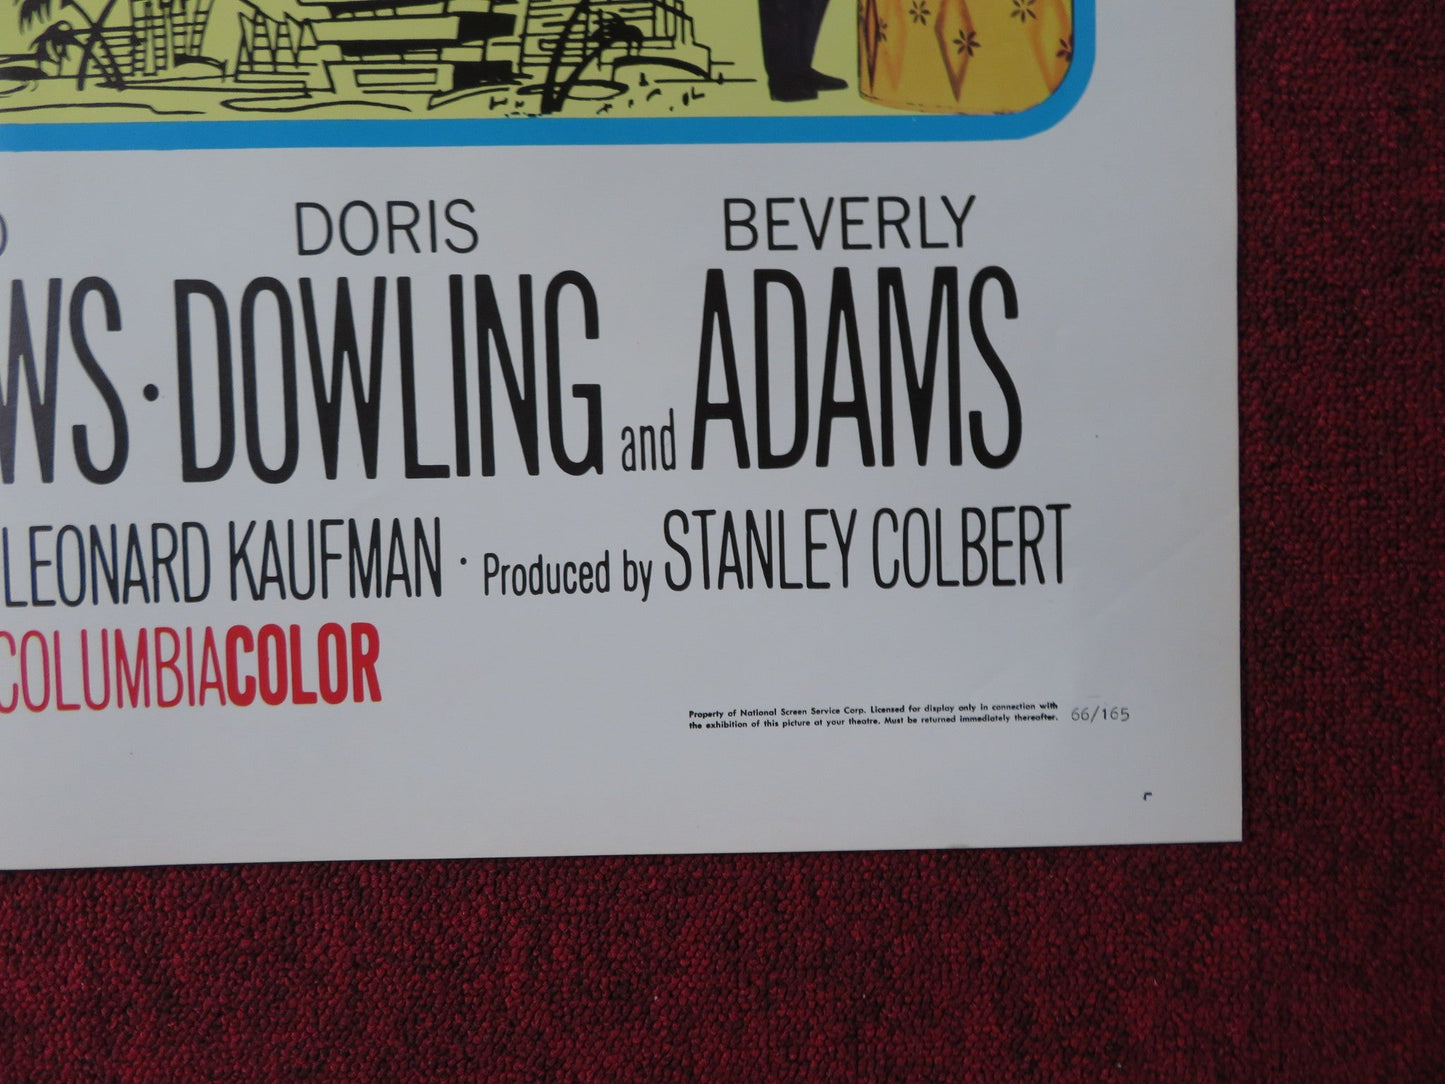 DORIS BEVERLY
WS · DOWLING and ADAMS
LEONARD KAUFMAN · Produced by STANLEY COLBERT
COLUMBIACOLOR
Property of National Screen Service Corp. Licensed for display only in connection with
the exhibition of this picture at your theatre. Must be returned immediately thereafter. 66/165